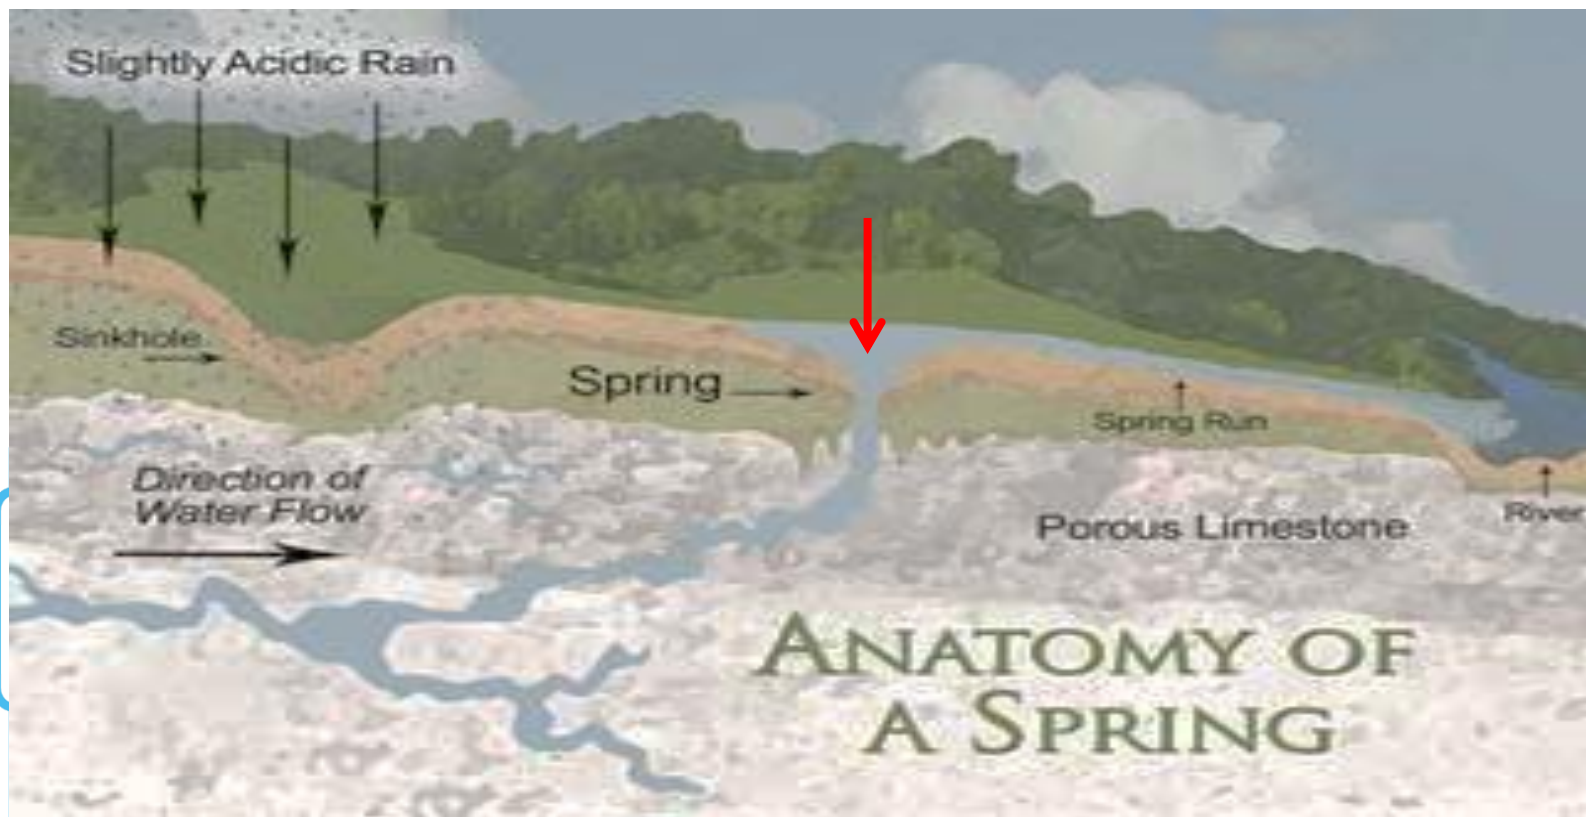 Slightly Acidic Rain
Sinkhole
Spring
Spring Run
Direction of
Water Flow
Porous Limestone
River
ANATOMY OF
A SPRING